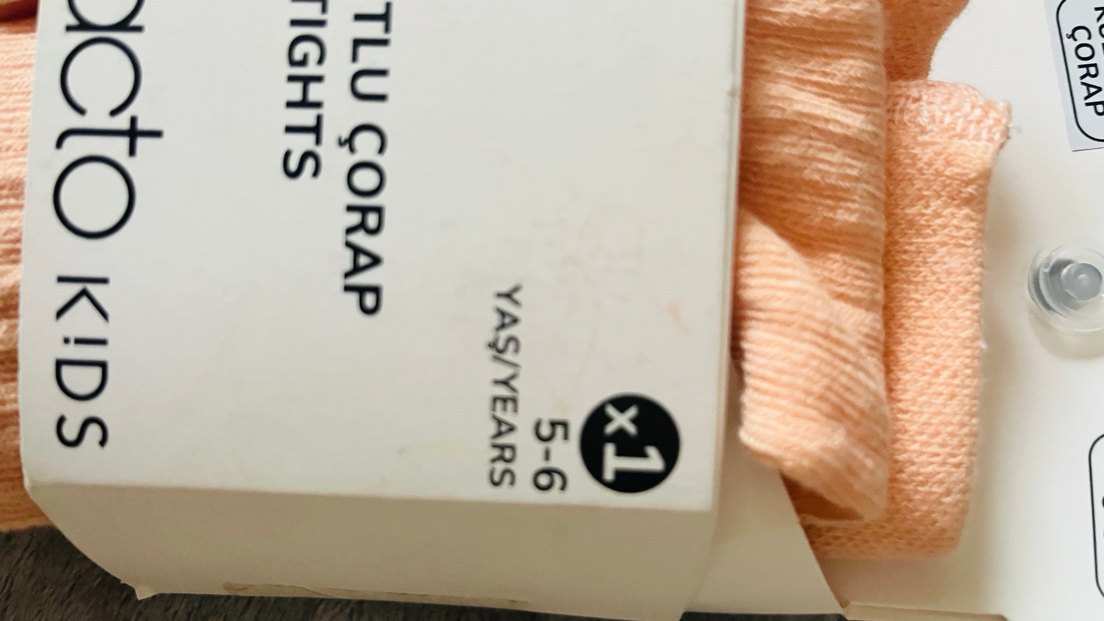 acto
KiDS
TLU ÇORAP
TIGHTS
x1
5-6
YAŞ/YEARS
ÇORAP